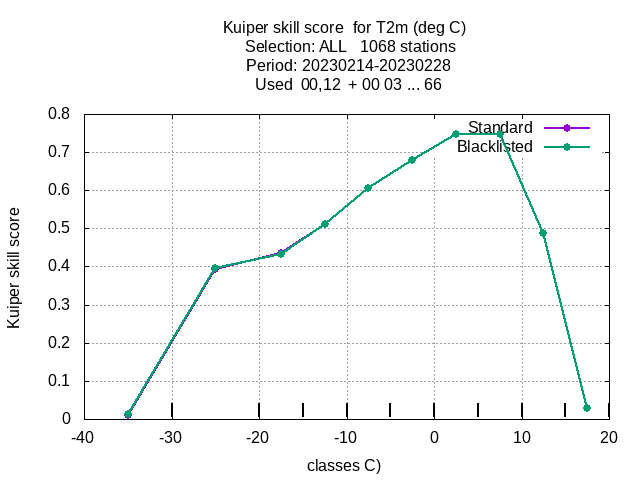 Kuiper skill score  for T2m (deg C)
Selection: ALL   1068 stations
Period: 20230214-20230228
Used  00,12  + 00 03 ... 66
Standard
Blacklisted
Kuiper skill score
0.8
0.7
0.6
0.5
0.4
0.3
0.2
0.1
0
-40 -30 -20 -10 0 10 20
classes C)